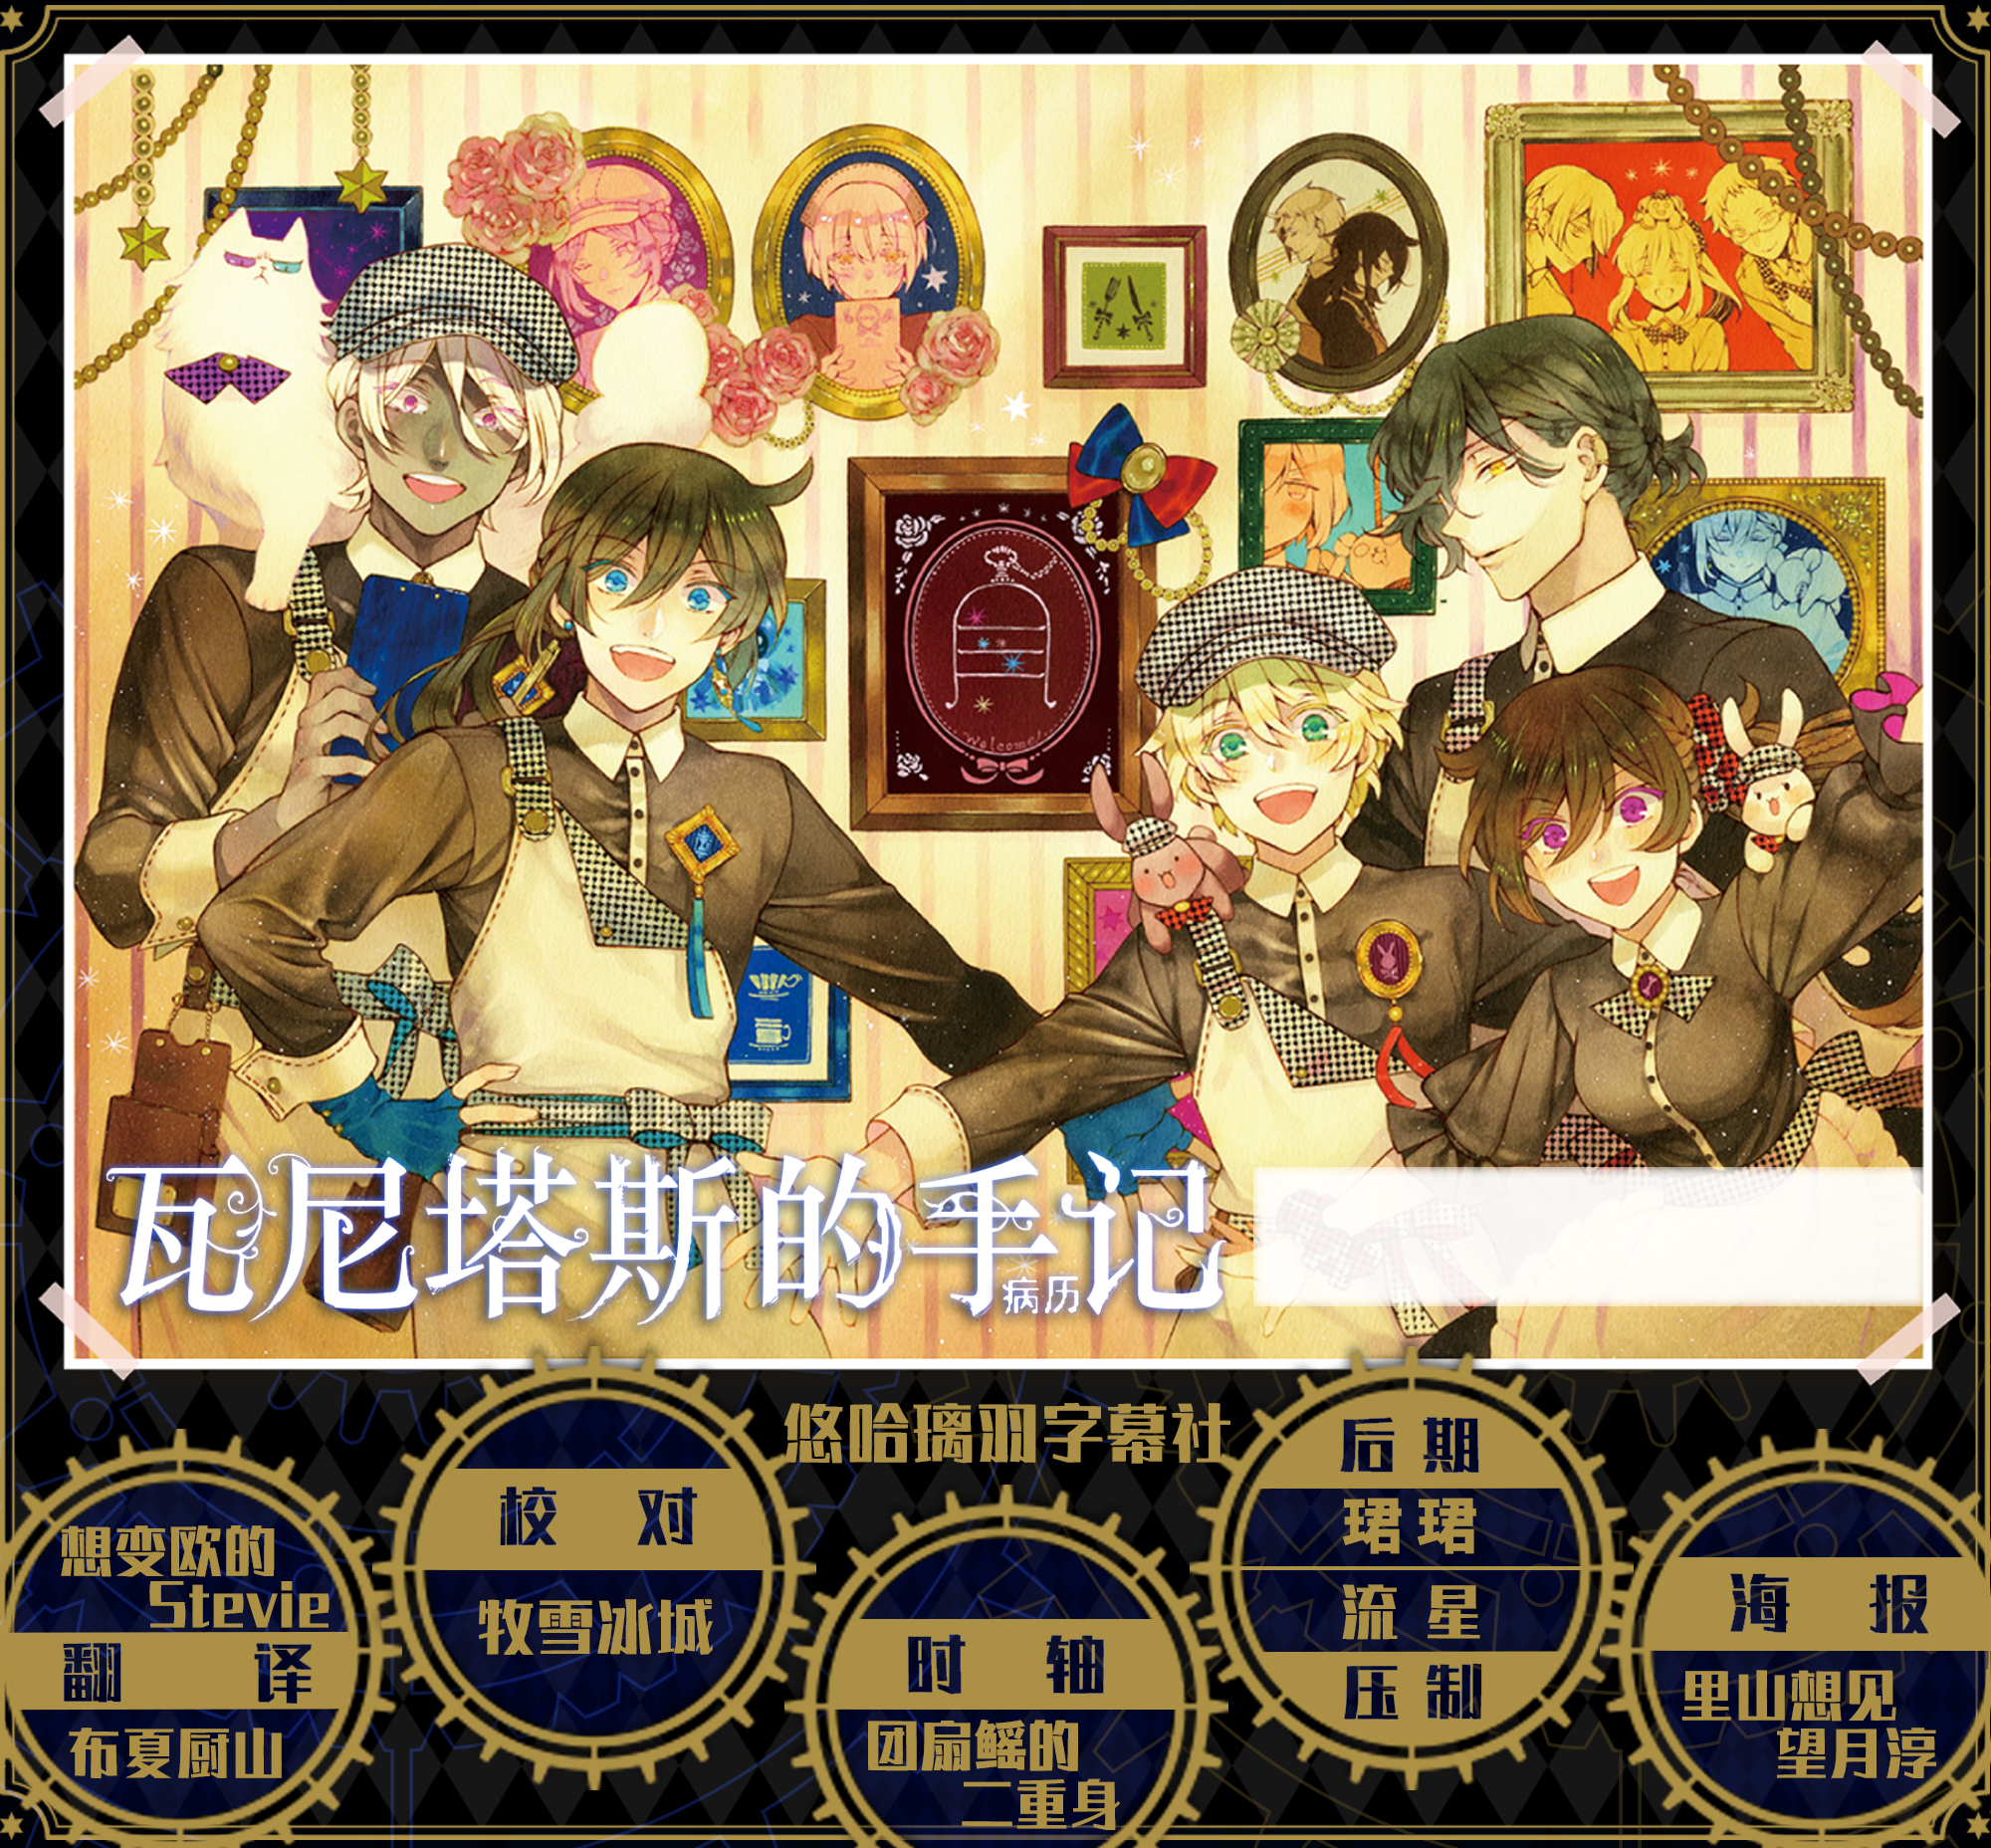 Welcome!
瓦尼塔斯的手记
病历
悠哈璃羽字幕社
想变欧的
Stevie
翻 译
布夏厨山
校 对
牧雪冰城
时 轴
团扇鳐的
二重身
后 期
珺珺
流星
压 制
海 报
里山想见
望月淳